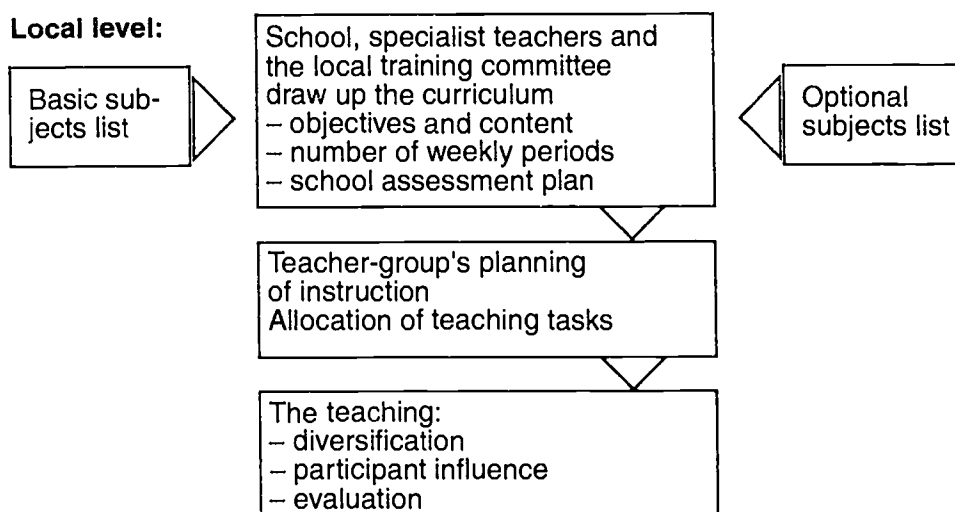 Local level:
Basic sub-
jects list
School, specialist teachers and
the local training committee
draw up the curriculum
– objectives and content
– number of weekly periods
– school assessment plan
Optional
subjects list
Teacher-group's planning
of instruction
Allocation of teaching tasks
The teaching:
– diversification
– participant influence
– evaluation